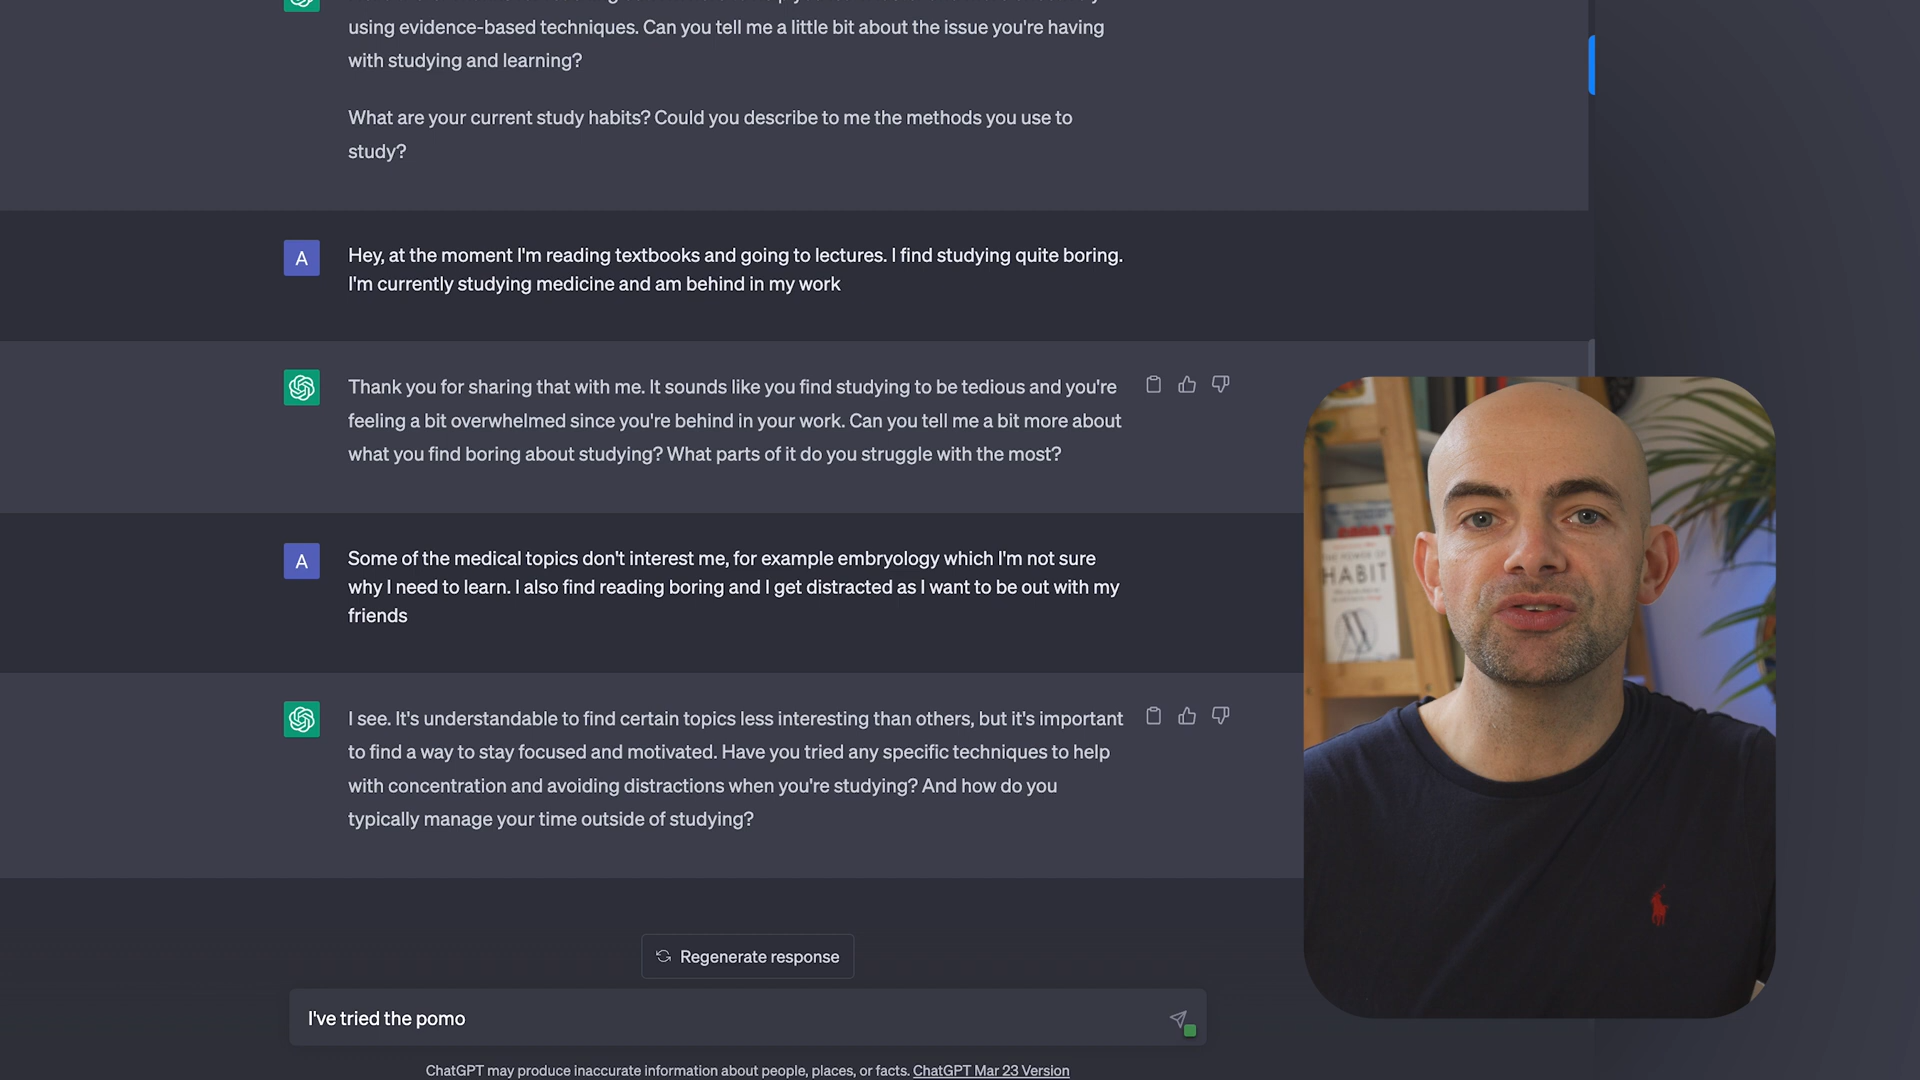 using evidence-based techniques. Can you tell me a little bit about the issue you're having
with studying and learning?
What are your current study habits? Could you describe to me the methods you use to
study?
A
Hey, at the moment I'm reading textbooks and going to lectures. I find studying quite boring.
I'm currently studying medicine and am behind in my work
Thank you for sharing that with me. It sounds like you find studying to be tedious and you're
feeling a bit overwhelmed since you're behind in your work. Can you tell me a bit more about
what you find boring about studying? What parts of it do you struggle with the most?
A
Some of the medical topics don't interest me, for example embryology which I'm not sure
why I need to learn. I also find reading boring and I get distracted as I want to be out with my
friends
I see. It's understandable to find certain topics less interesting than others, but it's important
to find a way to stay focused and motivated. Have you tried any specific techniques to help
with concentration and avoiding distractions when you're studying? And how do you
typically manage your time outside of studying?
Regenerate response
I've tried the pomo
ChatGPT may produce inaccurate information about people, places, or facts. ChatGPT Mar 23 Version
HABIT